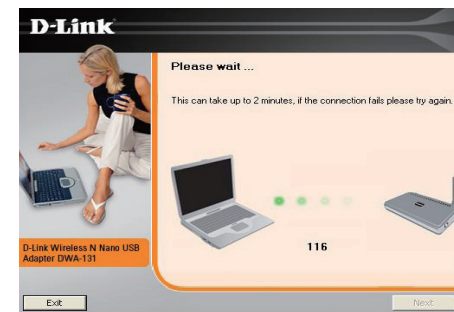 D-Link
Please wait ...
This can take up to 2 minutes, if the connection fails please try again.
116
D-Link Wireless N Nano USB
Adapter DWA-131
Exit
Next